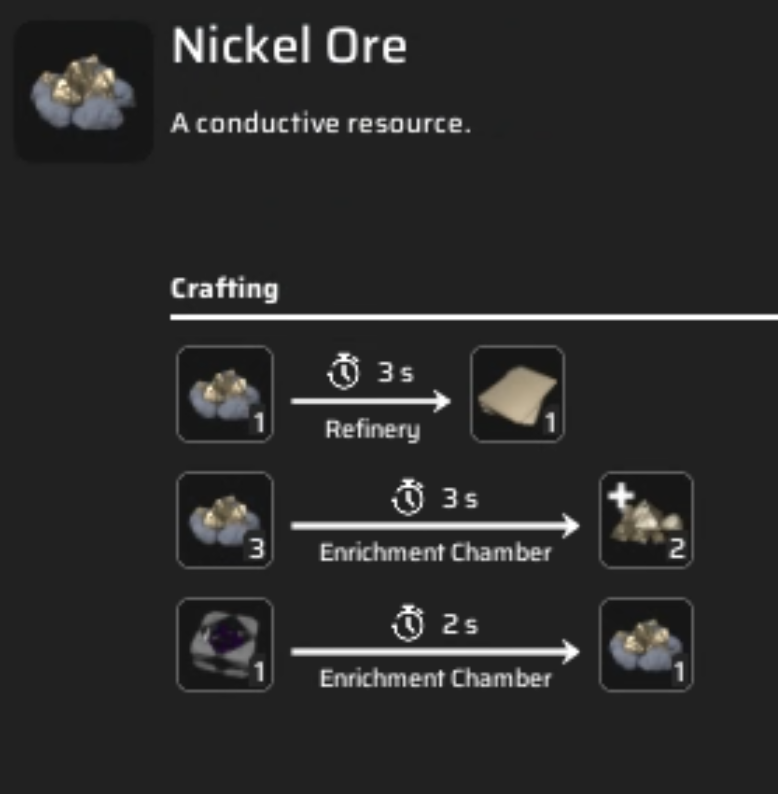 Nickel Ore
A conductive resource.
Crafting
3 s
1 1
Refinery
3 s
3 2
Enrichment Chamber
2 s
1 1
Enrichment Chamber